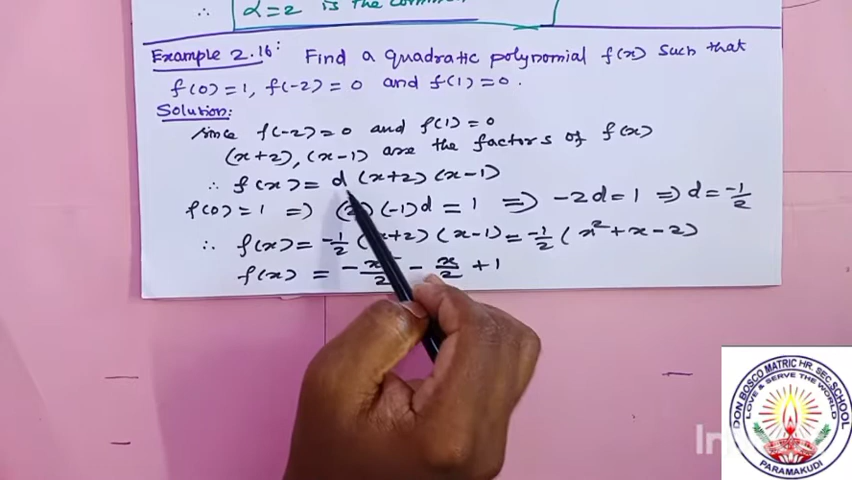 ∴ α=2 is the common
Example 2.16: Find a quadratic polynomial f(x) such that
f(0)=1, f(-2)=0 and f(1)=0.
Solution:
Since f(-2)=0 and f(1)=0
(x+2), (x-1) are the factors of f(x)
∴ f(x)= d (x+2) (x-1)
f(0)=1 ⇒ (2)(-1)d = 1 ⇒ -2d=1 ⇒ d=-1/2
∴ f(x)=-1/2 (x+2) (x-1)=-1/2 (x²+x-2)
f(x) = -x²/2 - x/2 +1
DON BOSCO MATRIC HR. SEC. SCHOOL
LOVE & SERVE THE WORLD
PARAMAKUDI